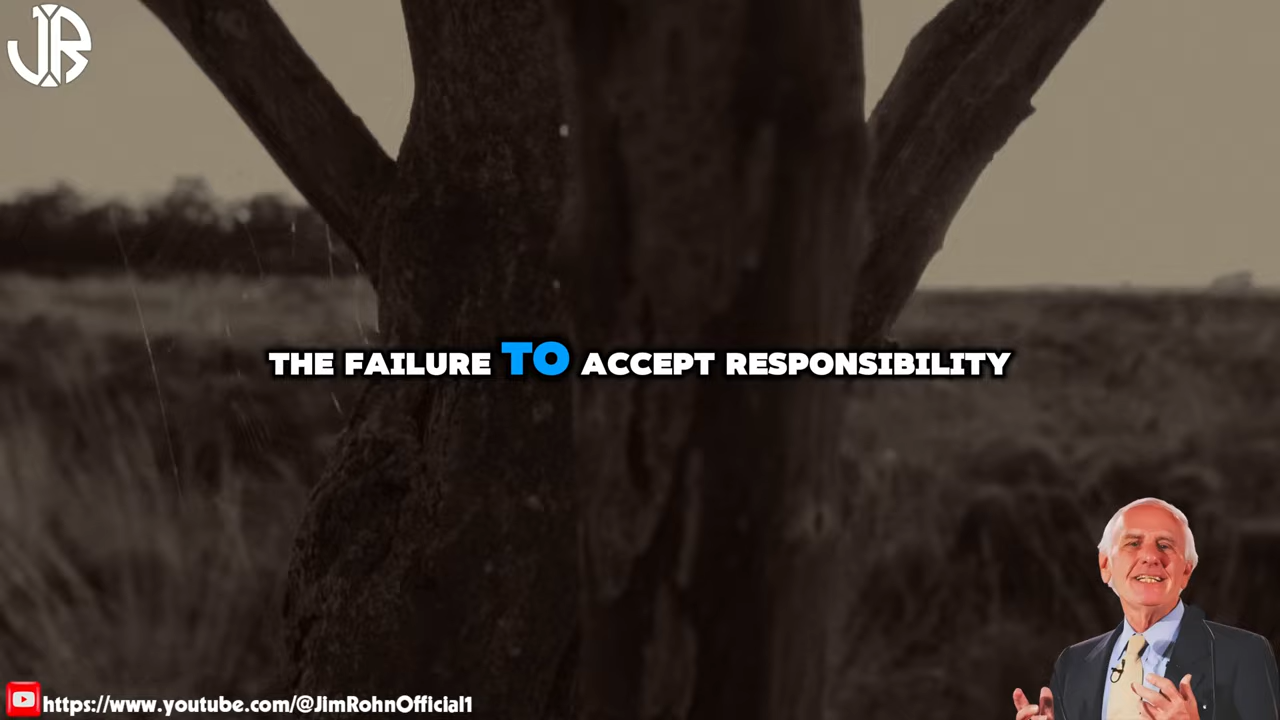 JR
THE FAILURE TO ACCEPT RESPONSIBILITY
https://www.youtube.com/@JimRohnOfficial1